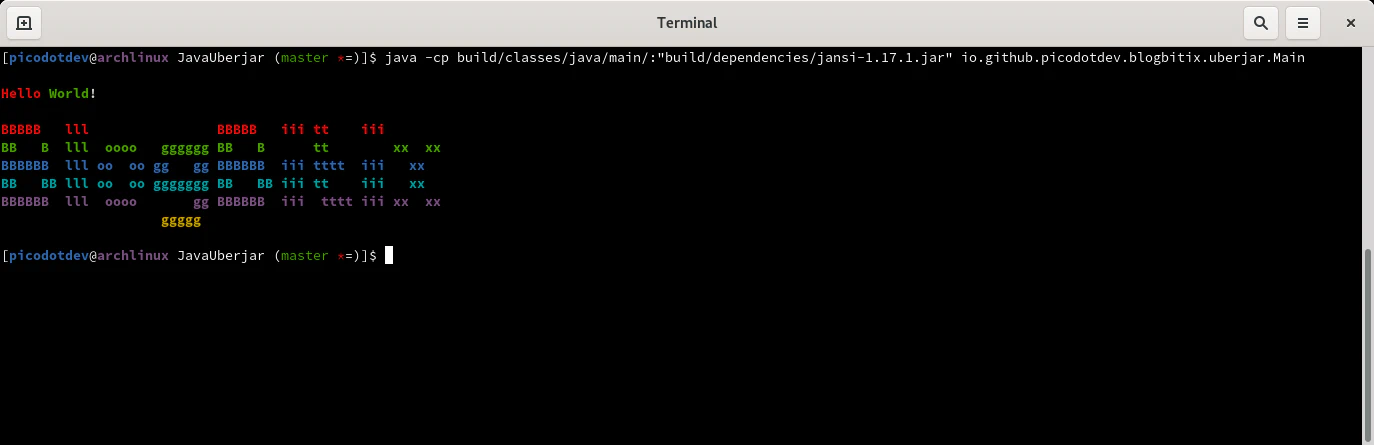 Terminal
[picodotdev@archlinux JavaUberjar (master *=)]$ java -cp build/classes/java/main/:"build/dependencies/jansi-1.17.1.jar" io.github.picodotdev.blogbitix.uberjar.Main
Hello World!
BBBBB   lll                BBBBB   iii tt    iii
BB   B  lll  oooo   gggggg BB   B      tt        xx  xx
BBBBBB  lll oo  oo gg   gg BBBBBB  iii tttt  iii   xx
BB   BB lll oo  oo ggggggg BB   BB iii tt    iii   xx
BBBBBB  lll  oooo       gg BBBBBB  iii  tttt iii xx  xx
                    ggggg
[picodotdev@archlinux JavaUberjar (master *=)]$